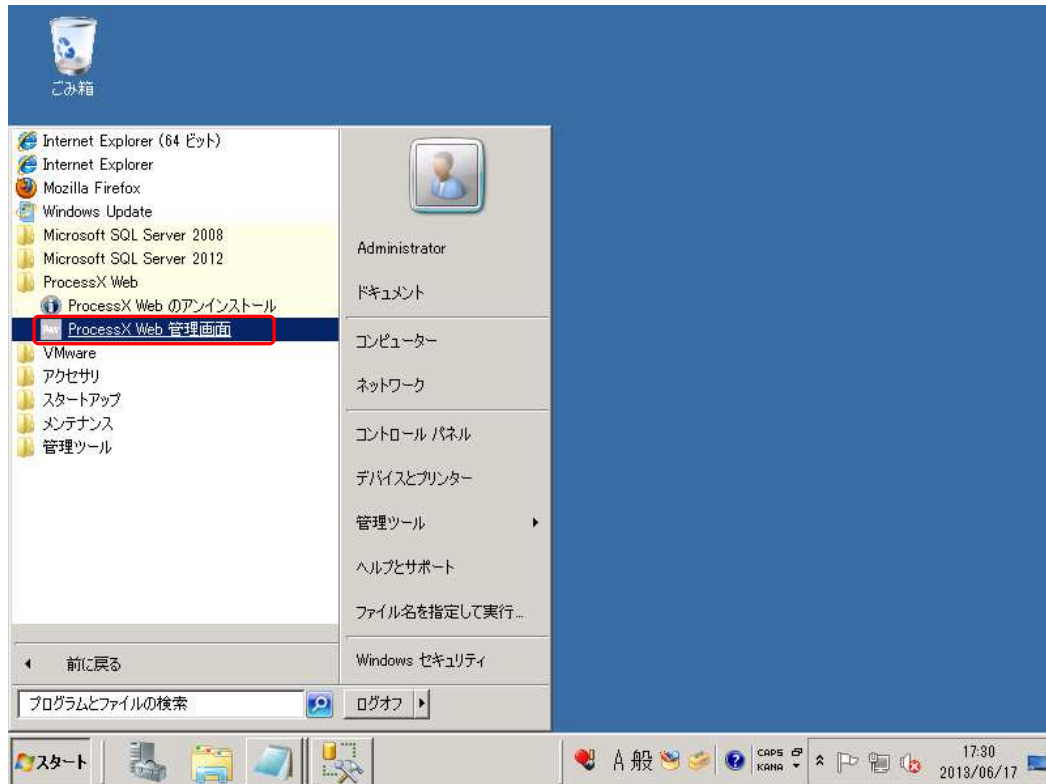 ごみ箱
Internet Explorer (64 ビット)
Internet Explorer
Mozilla Firefox
Windows Update
Microsoft SQL Server 2008
Microsoft SQL Server 2012
ProcessX Web
ProcessX Web のアンインストール
ProcessX Web 管理画面
VMware
アクセサリ
スタートアップ
メンテナンス
管理ツール
前に戻る
プログラムとファイルの検索
Administrator
ドキュメント
コンピューター
ネットワーク
コントロール パネル
デバイスとプリンター
管理ツール
ヘルプとサポート
ファイル名を指定して実行...
Windows セキュリティ
ログオフ
スタート
A 般
CAPS
KANA
17:30
2013/06/17